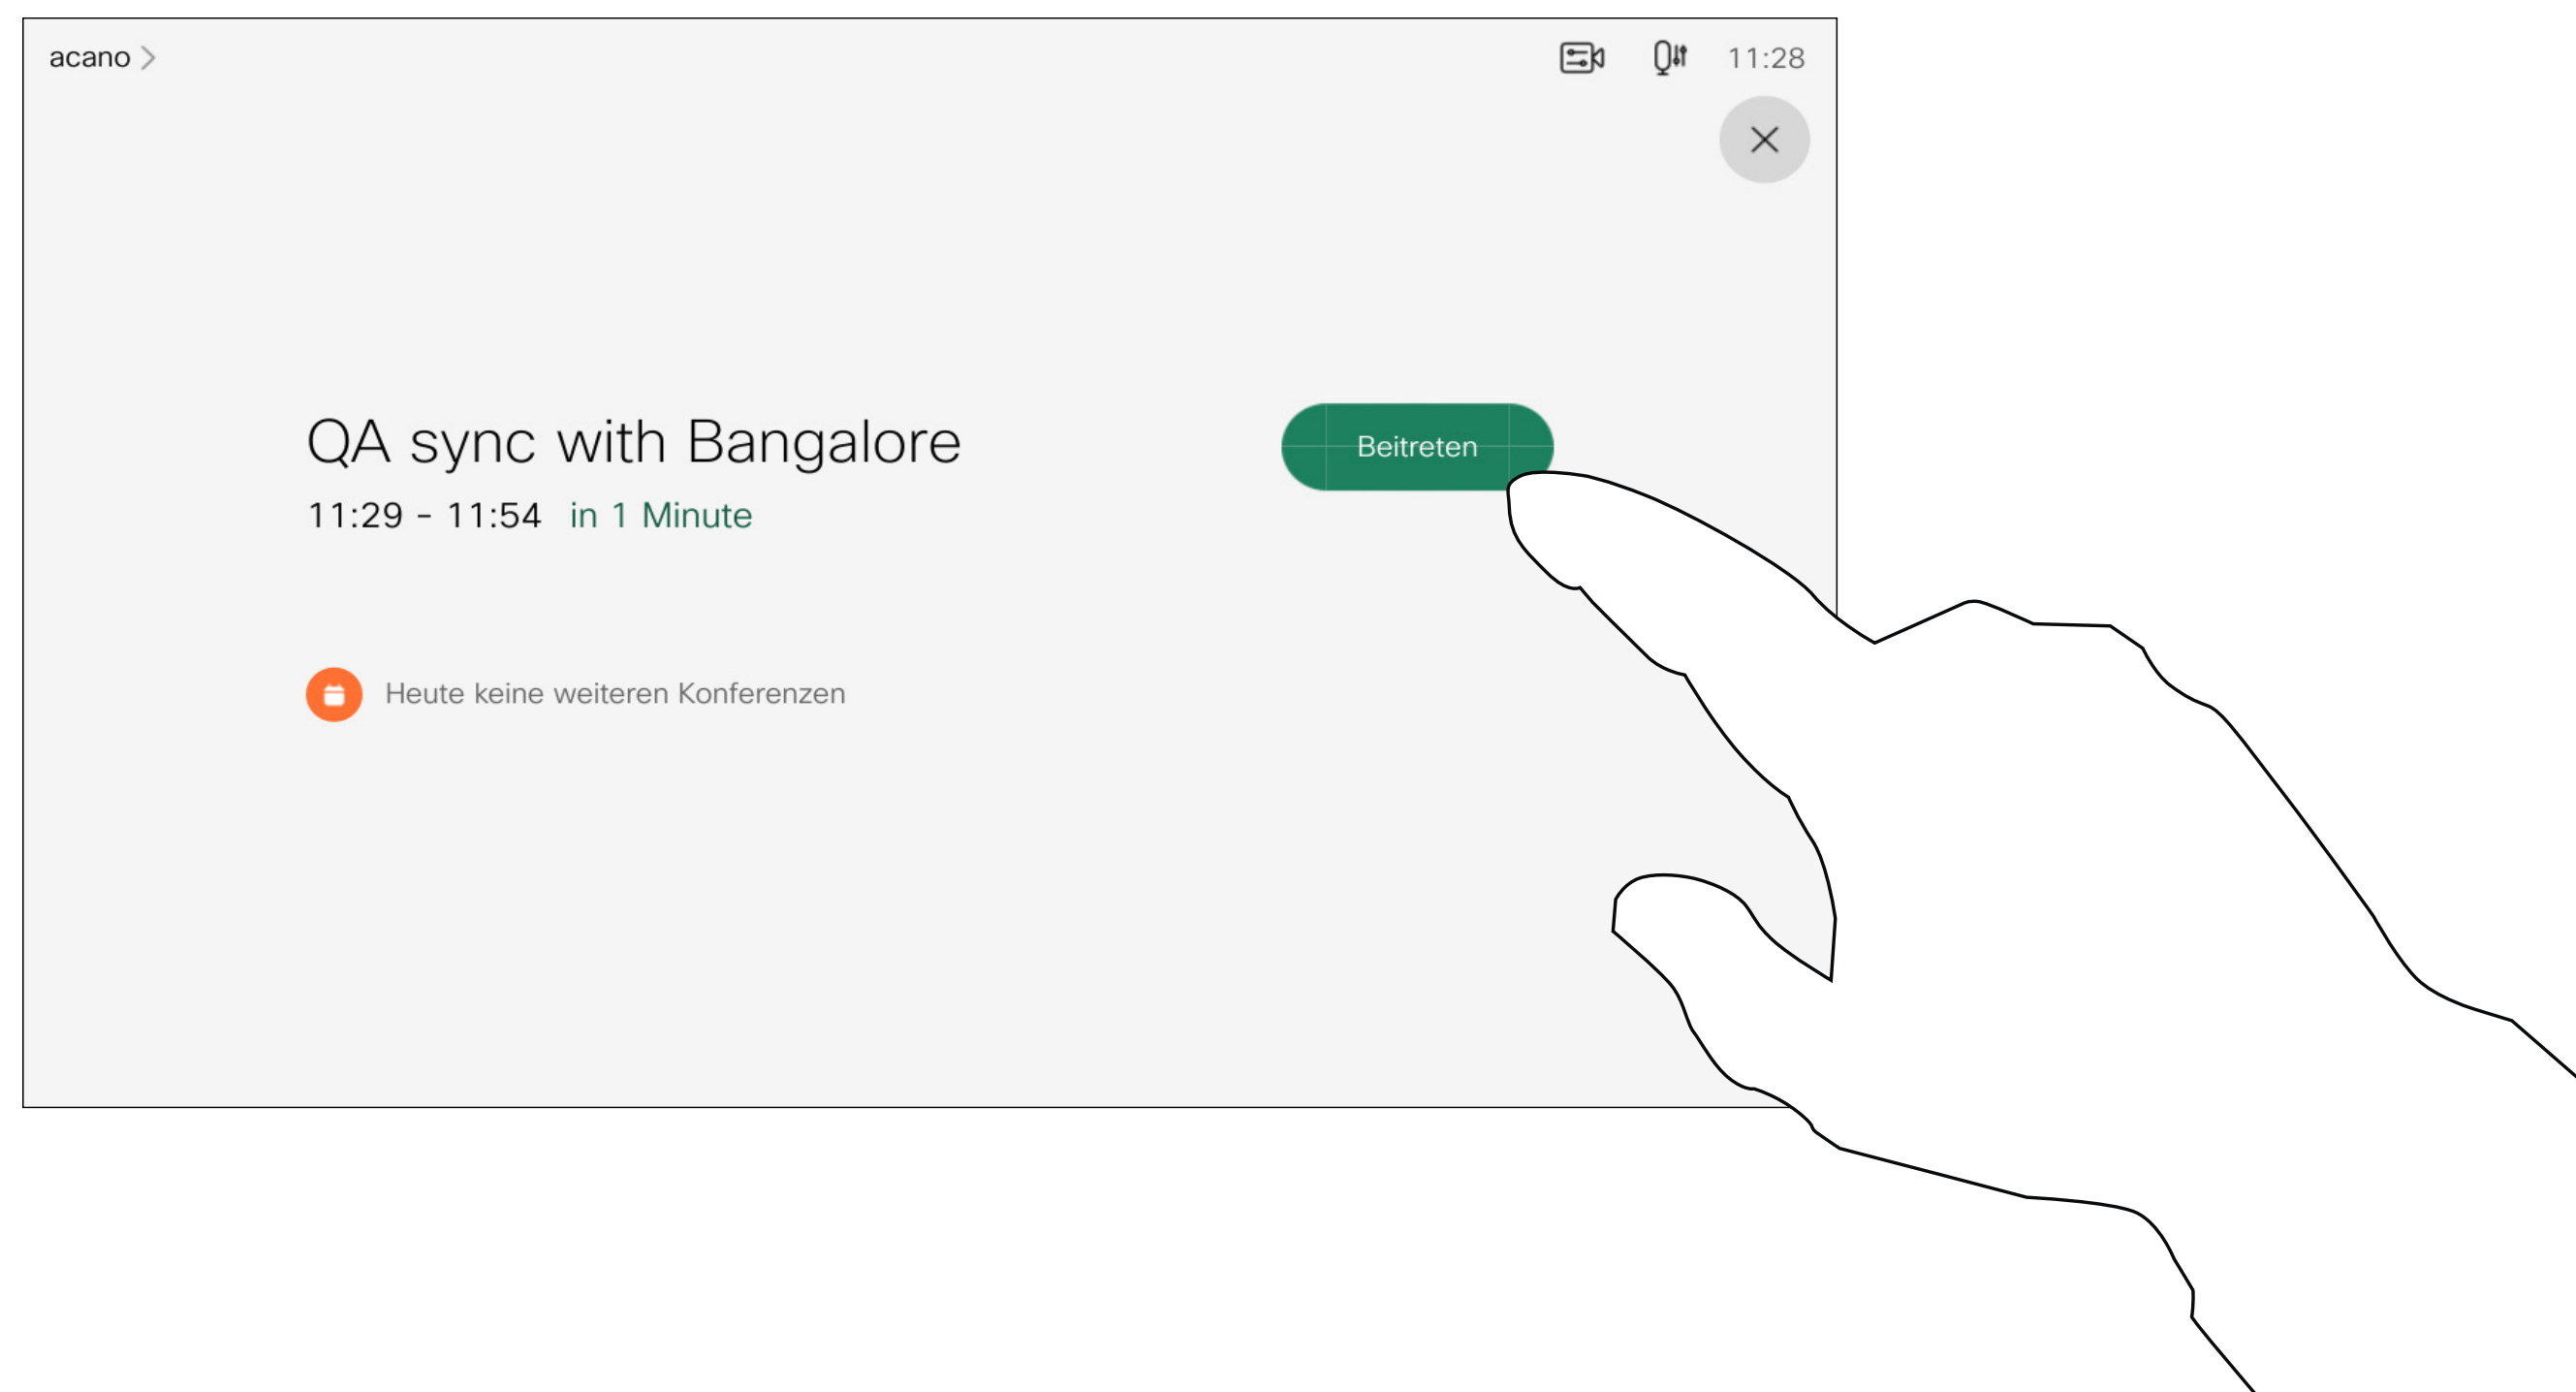 acano
11:28
QA sync with Bangalore
Beitreten
11:29 - 11:54 in 1 Minute
Heute keine weiteren Konferenzen